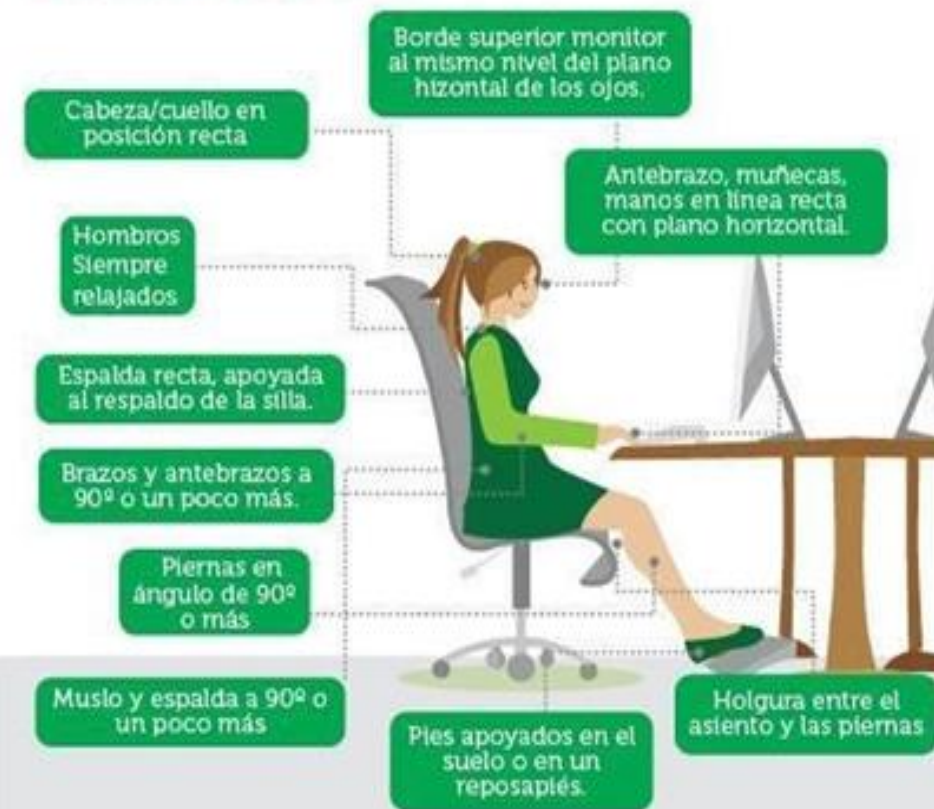 Borde superior monitor
al mismo nivel del plano
hizontal de los ojos.
Cabeza/cuello en
posición recta
Antebrazo, muñecas,
manos en línea recta
con plano horizontal.
Hombros
Siempre
relajados
Espalda recta, apoyada
al respaldo de la silla.
Brazos y antebrazos a
90º o un poco más.
Piernas en
ángulo de 90º
o más
Muslo y espalda a 90º o
un poco más
Holgura entre el
asiento y las piernas
Pies apoyados en el
suelo o en un
reposapiés.